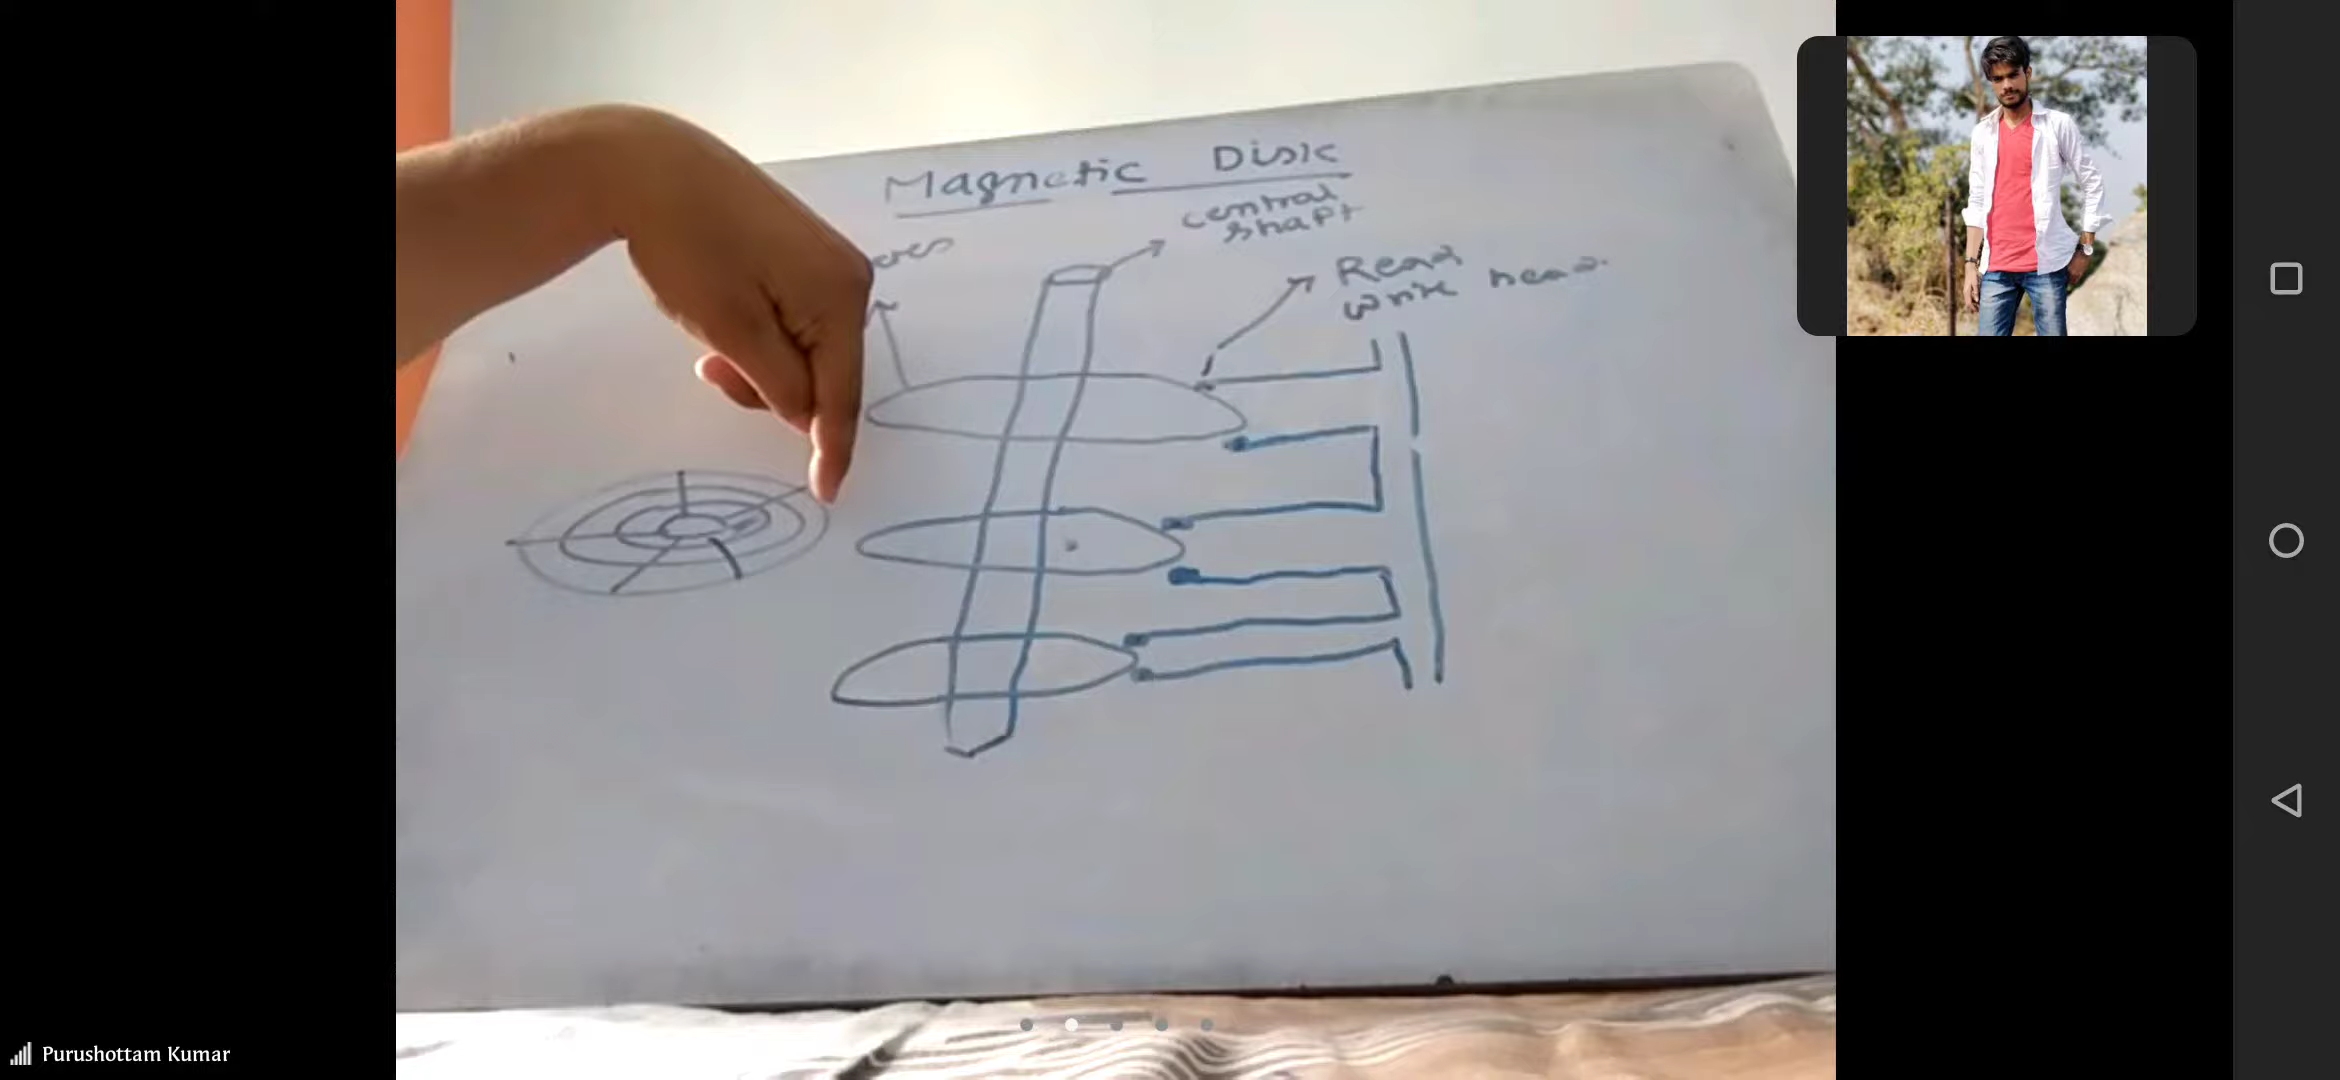 Magnetic Disk
central
shaft
Read
write head.
Purushottam Kumar